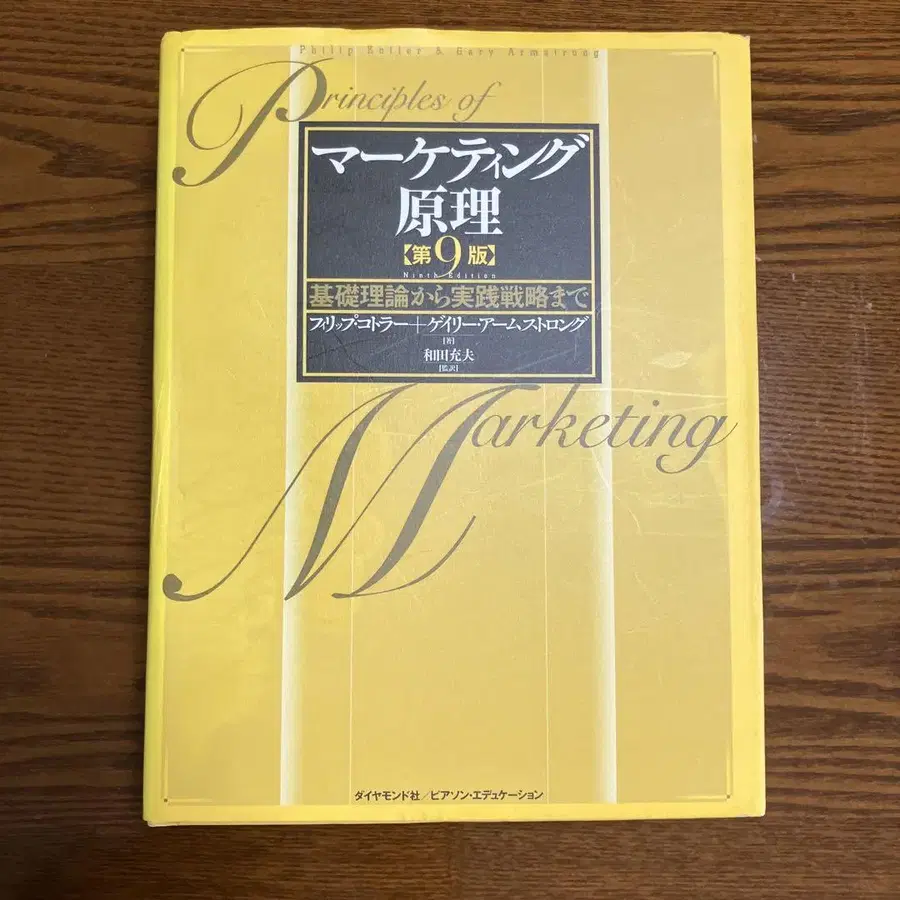 Philip Kotler & Gary Armstrong
Principles of
マーケティング
原理
【第9版】
Ninth Edition
基礎理論から実践戦略まで
フィリップ・コトラー＋ゲイリー・アームストロング
[著]
和田充夫
[監訳]
Marketing
ダイヤモンド社／ピアソン・エデュケーション